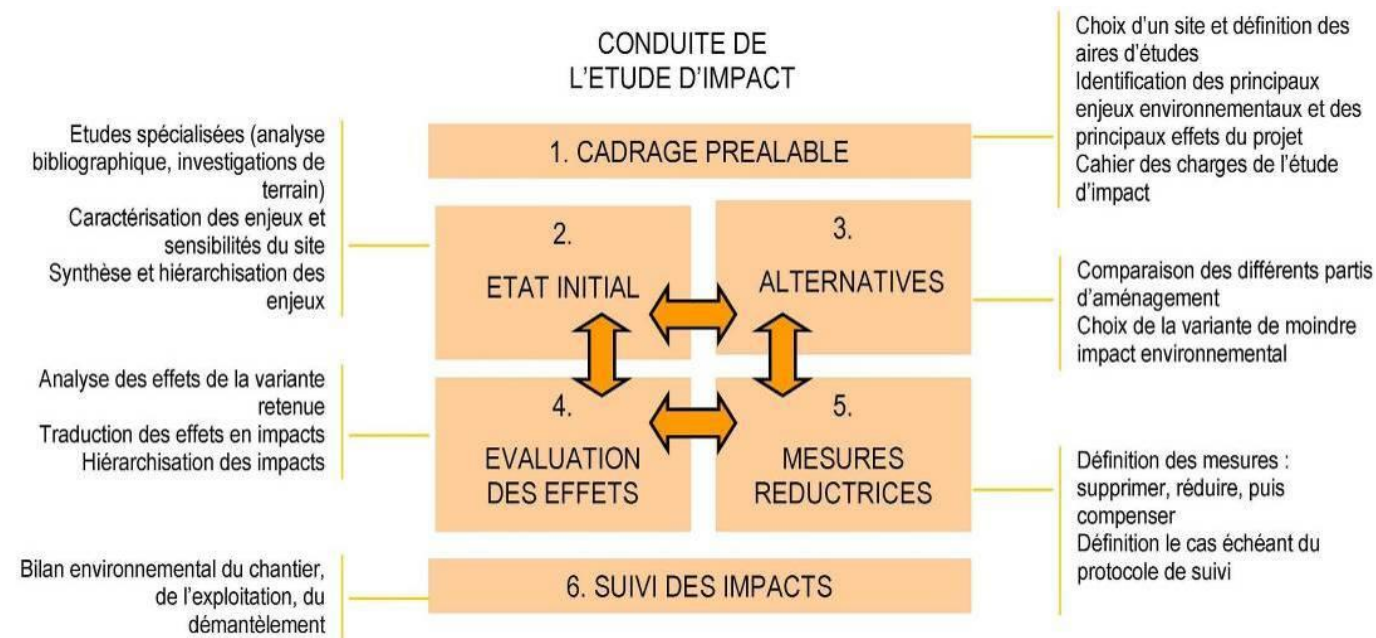 CONDUITE DE
L'ETUDE D'IMPACT
Choix d'un site et définition des
aires d'études
Identification des principaux
enjeux environnementaux et des
principaux effets du projet
Cahier des charges de l'étude
d'impact
1. CADRAGE PREALABLE
Etudes spécialisées (analyse
bibliographique, investigations de
terrain)
Caractérisation des enjeux et
sensibilités du site
Synthèse et hiérarchisation des
enjeux
2.
ETAT INITIAL
3.
ALTERNATIVES
Comparaison des différents partis
d'aménagement
Choix de la variante de moindre
impact environnemental
Analyse des effets de la variante
retenue
Traduction des effets en impacts
Hiérarchisation des impacts
4.
EVALUATION
DES EFFETS
5.
MESURES
REDUCTRICES
Définition des mesures :
supprimer, réduire, puis
compenser
Définition le cas échéant du
protocole de suivi
Bilan environnemental du chantier,
de l'exploitation, du
démantèlement
6. SUIVI DES IMPACTS